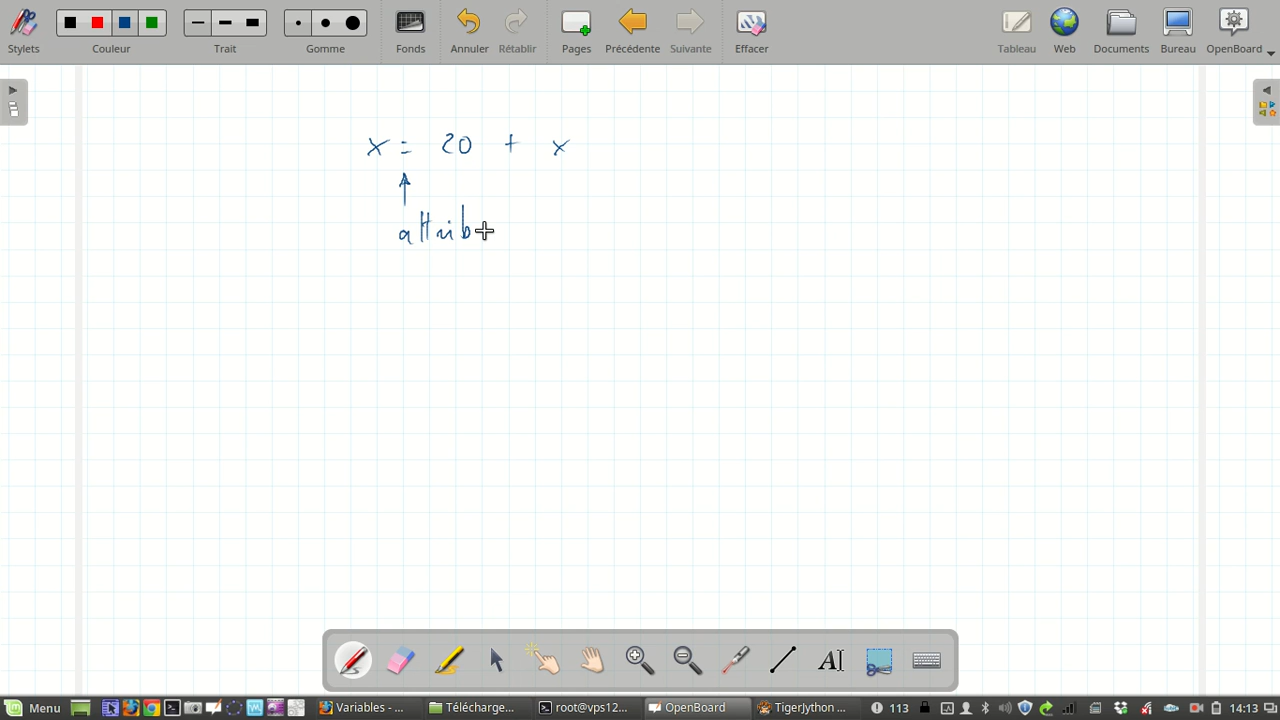 Stylets Couleur Trait Gomme Fonds Annuler Rétablir Pages Précédente Suivante Effacer Tableau Web Documents Bureau OpenBoard
x = 20 + x
attrib
Menu Variables - ... Télécharge... root@vps12... OpenBoard TigerJython ... 113 14:13